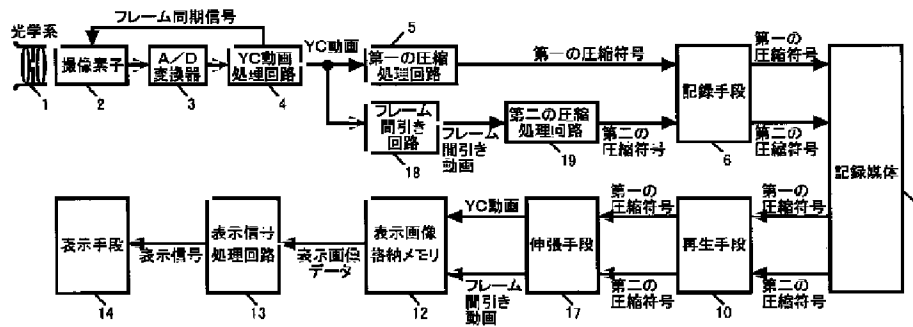 フレーム同期信号
光学系
撮像素子
A/D
変換器
YC動画
処理回路
YC動画
5
第一の圧縮
処理回路
第一の圧縮符号
記録手段
第一の
圧縮符号
1
2
3
4
フレーム
間引き
回路
18
フレーム
間引き
動画
第二の圧縮
処理回路
19
第二の
圧縮符号
6
第二の
圧縮符号
記録媒体
表示手段
14
表示信号
表示信号
処理回路
13
表示画像
データ
表示画像
格納メモリ
12
YC動画
フレーム
間引き
動画
伸張手段
17
第一の
圧縮符号
第二の
圧縮符号
再生手段
10
第一の
圧縮符号
第二の
圧縮符号